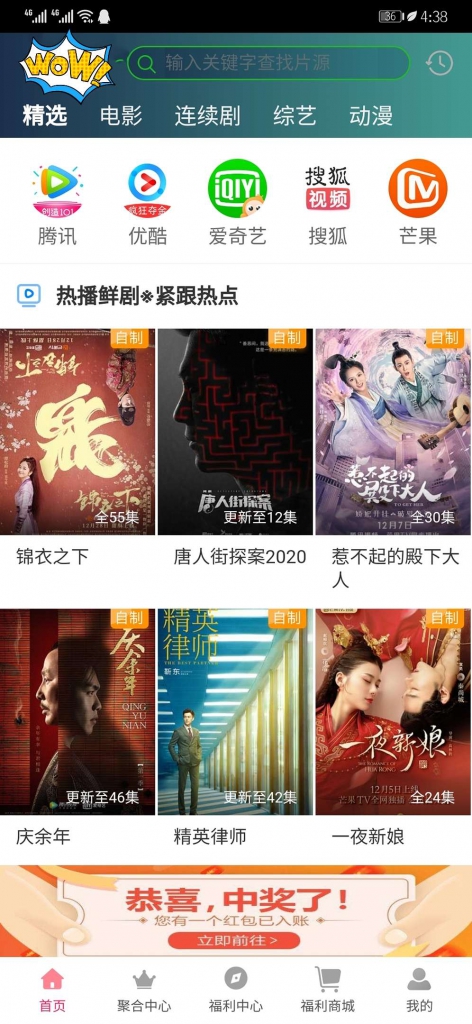 4G 4G 36 4:38
WOW!
输入关键字查找片源
精选 电影 连续剧 综艺 动漫
创造101 疯狂夺金 iQIYI 搜狐视频
腾讯 优酷 爱奇艺 搜狐 芒果
热播鲜剧※紧跟热点
自制 自制 自制
唐人街探案
惹不起的殿下大人
12月7日
全55集 更新至12集 全30集
锦衣之下 唐人街探案2020 惹不起的殿下大人
自制 自制 自制
庆余年
QING YU NIAN
精英律师
THE BEST PARTNER
靳东
一夜新娘
THE ROMANCE OF HUA RONG
12月5日上线
芒果TV全网独播
更新至46集 更新至42集 全24集
庆余年 精英律师 一夜新娘
恭喜,中奖了!
您有一个红包已入账
立即前往 >
首页 聚合中心 福利中心 福利商城 我的